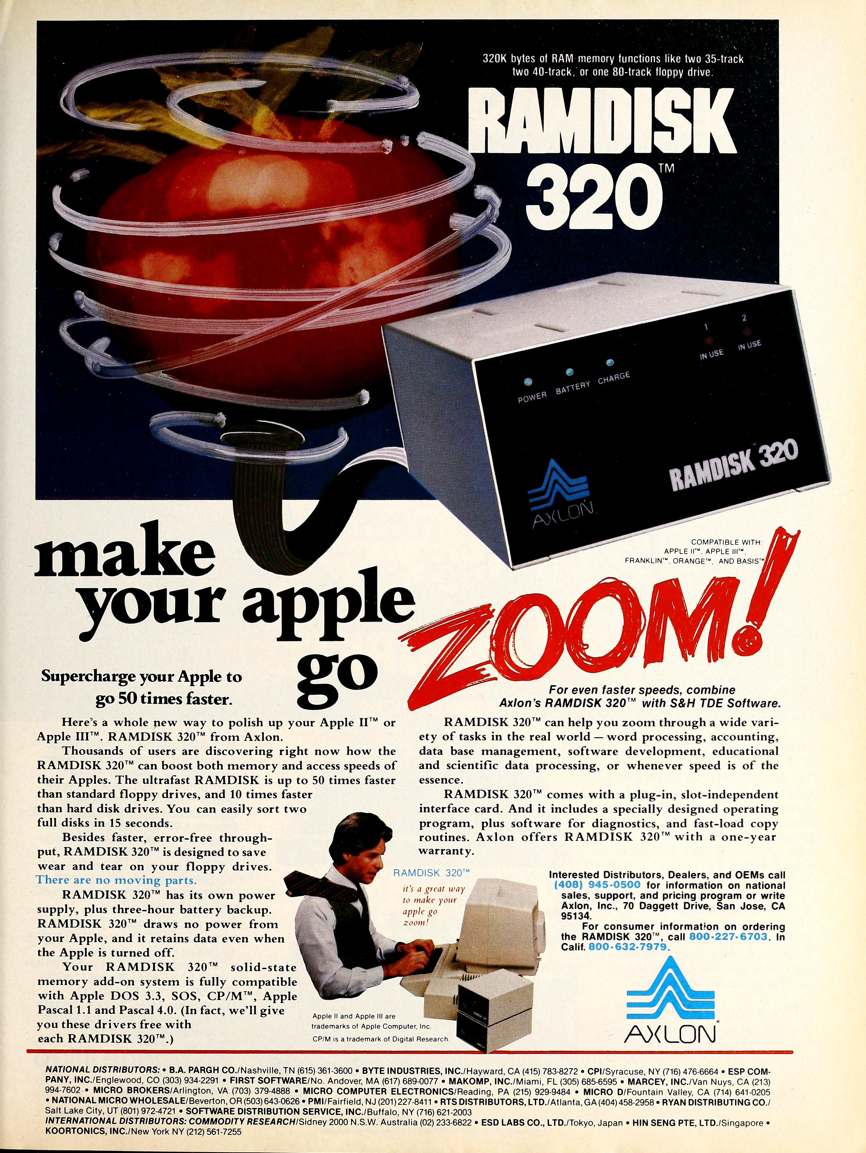 320K bytes of RAM memory functions like two 35-track
two 40-track, or one 80-track floppy drive.
RAMDISK
320™
1 2
IN USE IN USE
POWER BATTERY CHARGE
RAMDISK 320™
AXLON
COMPATIBLE WITH
APPLE II™, APPLE III™,
FRANKLIN™, ORANGE™, AND BASIS™
make
your apple
go
ZOOM!
Supercharge your Apple to
go 50 times faster.
Here's a whole new way to polish up your Apple II™ or
Apple III™. RAMDISK 320™ from Axlon.
Thousands of users are discovering right now how the
RAMDISK 320™ can boost both memory and access speeds of
their Apples. The ultrafast RAMDISK is up to 50 times faster
than standard floppy drives, and 10 times faster
than hard disk drives. You can easily sort two
full disks in 15 seconds.
Besides faster, error-free through-
put, RAMDISK 320™ is designed to save
wear and tear on your floppy drives.
There are no moving parts.
RAMDISK 320™ has its own power
supply, plus three-hour battery backup.
RAMDISK 320™ draws no power from
your Apple, and it retains data even when
the Apple is turned off.
Your RAMDISK 320™ solid-state
memory add-on system is fully compatible
with Apple DOS 3.3, SOS, CP/M™, Apple
Pascal 1.1 and Pascal 4.0. (In fact, we'll give
you these drivers free with
each RAMDISK 320™.)
For even faster speeds, combine
Axlon's RAMDISK 320™ with S&H TDE Software.
RAMDISK 320™ can help you zoom through a wide vari-
ety of tasks in the real world — word processing, accounting,
data base management, software development, educational
and scientific data processing, or whenever speed is of the
essence.
RAMDISK 320™ comes with a plug-in, slot-independent
interface card. And it includes a specially designed operating
program, plus software for diagnostics, and fast-load copy
routines. Axlon offers RAMDISK 320™ with a one-year
warranty.
RAMDISK 320™
it's a great way
to make your
apple go
zoom!
Apple II and Apple III are
trademarks of Apple Computer, Inc.
CP/M is a trademark of Digital Research.
Interested Distributors, Dealers, and OEMs call
(408) 945-0500 for information on national
sales, support, and pricing program or write
Axlon, Inc., 70 Daggett Drive, San Jose, CA
95134.
For consumer information on ordering
the RAMDISK 320™, call 800-227-6703. In
Calif. 800-632-7979.
AXLON
NATIONAL DISTRIBUTORS: • B.A. PARGH CO./Nashville, TN (615) 361-3600 • BYTE INDUSTRIES, INC./Hayward, CA (415) 783-8272 • CPI/Syracuse, NY (716) 476-6664 • ESP COM-
PANY, INC./Englewood, CO (303) 934-2291 • FIRST SOFTWARE/No. Andover, MA (617) 689-0077 • MAKOMP, INC./Miami, FL (305) 685-6595 • MARCEY, INC./Van Nuys, CA (213)
994-7602 • MICRO BROKERS/Arlington, VA (703) 379-4888 • MICRO COMPUTER ELECTRONICS/Reading, PA (215) 929-9484 • MICRO D/Fountain Valley, CA (714) 641-0205
• NATIONAL MICRO WHOLESALE/Beverton, OR (503) 643-0626 • PMI/Fairfield, NJ (201) 227-8411 • RTS DISTRIBUTORS, LTD./Atlanta, GA (404) 458-2958 • RYAN DISTRIBUTING CO./
Salt Lake City, UT (801) 972-4721 • SOFTWARE DISTRIBUTION SERVICE, INC./Buffalo, NY (716) 621-2003
INTERNATIONAL DISTRIBUTORS: COMMODITY RESEARCH/Sidney 2000 N.S.W. Australia (02) 233-6822 • ESD LABS CO., LTD./Tokyo, Japan • HIN SENG PTE, LTD./Singapore •
KOORTONICS, INC./New York NY (212) 561-7255